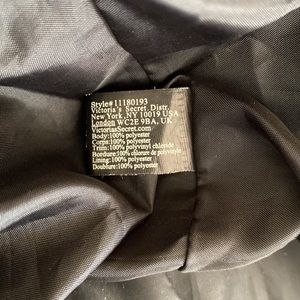 Style#11180193
Victoria's Secret, Distr.
New York, NY 10019 USA
London WC2E 9BA, UK
VictoriasSecret.com
Body: 100% polyester
Corps: 100% polyester
Trim: 100% polyvinyl chloride
Bordure: 100% chlorure de polyvinyle
Lining: 100% polyester
Doublure: 100% polyester